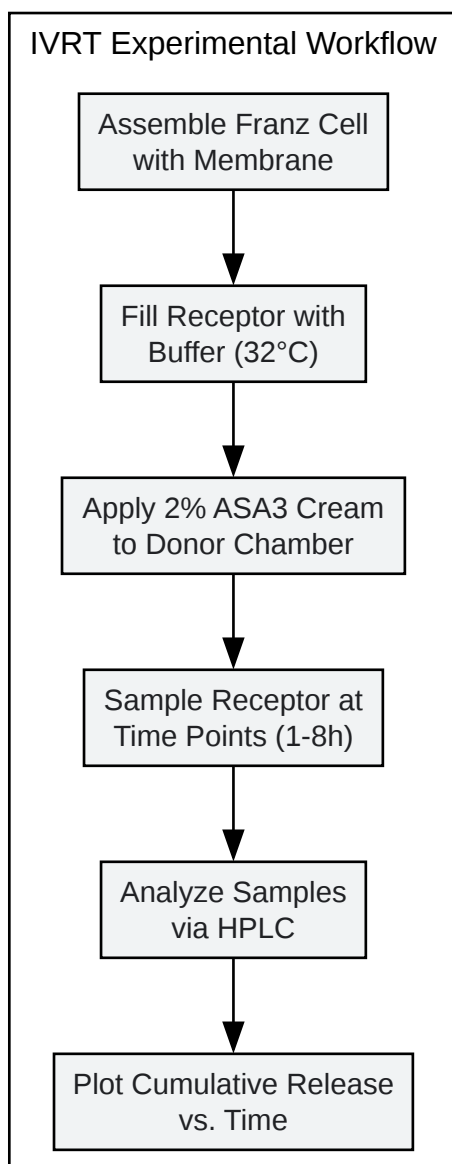 IVRT Experimental Workflow
Assemble Franz Cell
with Membrane
Fill Receptor with
Buffer (32°C)
Apply 2% ASA3 Cream
to Donor Chamber
Sample Receptor at
Time Points (1-8h)
Analyze Samples
via HPLC
Plot Cumulative Release
vs. Time